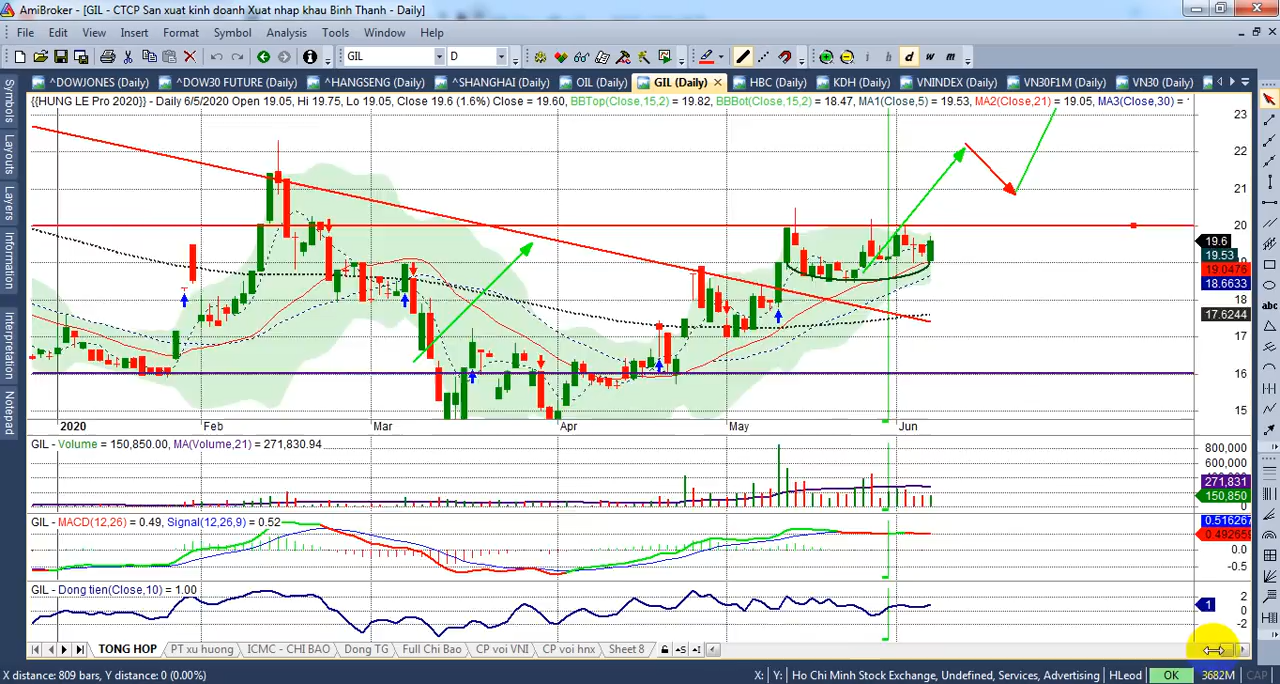 AmiBroker - [GIL - CTCP San xuat kinh doanh Xuat nhap khau Binh Thanh - Daily]
File Edit View Insert Format Symbol Analysis Tools Window Help
GIL D i h d w m
^DOWJONES (Daily) ^DOW30 FUTURE (Daily) ^HANGSENG (Daily) ^SHANGHAI (Daily) OIL (Daily) GIL (Daily) HBC (Daily) KDH (Daily) VNINDEX (Daily) VN30F1M (Daily) VN30 (Daily)
{{HUNG LE Pro 2020}} - Daily 6/5/2020 Open 19.05, Hi 19.75, Lo 19.05, Close 19.6 (1.6%) Close = 19.60, BBTop(Close,15,2) = 19.82, BBBot(Close,15,2) = 18.47, MA1(Close,5) = 19.53, MA2(Close,21) = 19.05, MA3(Close,30) =
Symbols
Layouts
Layers
Information
Interpretation
Notepad
23
22
21
20
19.6
19.53
19.0476
18.6633
18
17.6244
17
16
15
abc
2020 Feb Mar Apr May Jun
GIL - Volume = 150,850.00, MA(Volume,21) = 271,830.94
800,000
600,000
271,831
150,850
0
GIL - MACD(12,26) = 0.49, Signal(12,26,9) = 0.52
0.516267
0.492659
0.0
-0.5
GIL - Dong tien(Close,10) = 1.00
2
1
0
-2
TONG HOP PT xu huong ICMC - CHI BAO Dong TG Full Chi Bao CP voi VNI CP voi hnx Sheet 8
X distance: 809 bars, Y distance: 0 (0.00%) X: Y: Ho Chi Minh Stock Exchange, Undefined, Services, Advertising HLeod OK 3682M CAP